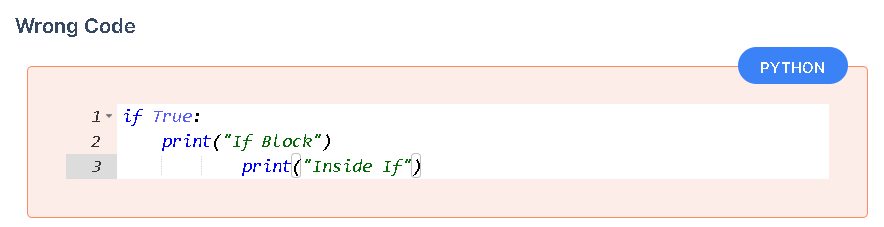 Wrong Code
PYTHON
1 if True:
2     print("If Block")
3             print("Inside If")